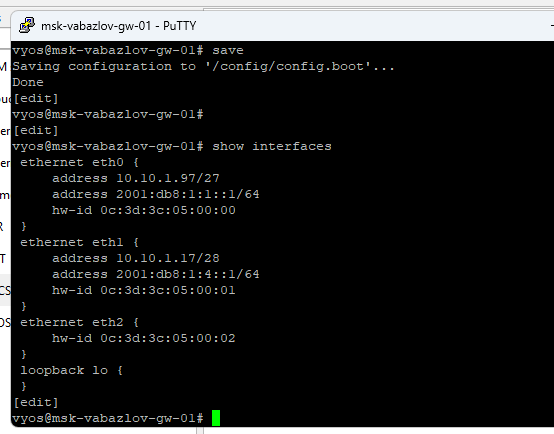 msk-vabazlov-gw-01 - PuTTY
vyos@msk-vabazlov-gw-01# save
Saving configuration to '/config/config.boot'...
Done
[edit]
vyos@msk-vabazlov-gw-01#
[edit]
vyos@msk-vabazlov-gw-01# show interfaces
 ethernet eth0 {
     address 10.10.1.97/27
     address 2001:db8:1:1::1/64
     hw-id 0c:3d:3c:05:00:00
 }
 ethernet eth1 {
     address 10.10.1.17/28
     address 2001:db8:1:4::1/64
     hw-id 0c:3d:3c:05:00:01
 }
 ethernet eth2 {
     hw-id 0c:3d:3c:05:00:02
 }
 loopback lo {
 }
[edit]
vyos@msk-vabazlov-gw-01#